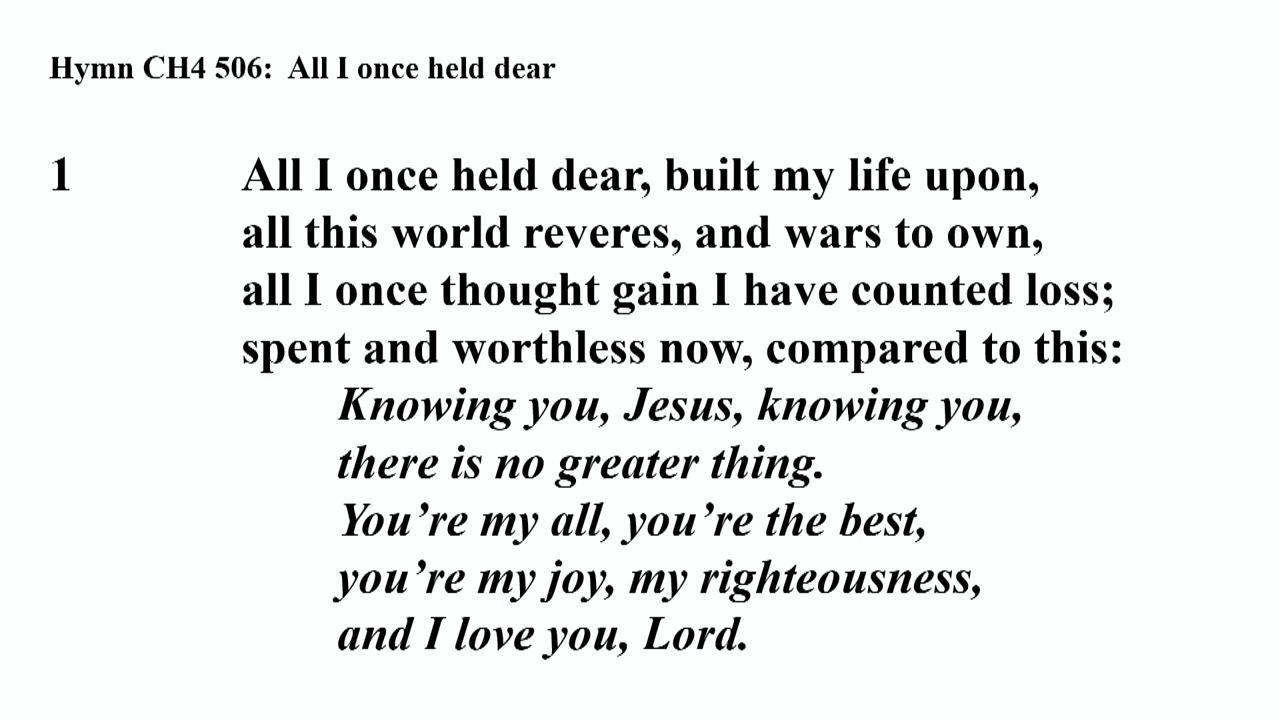 Hymn CH4 506:  All I once held dear
1 All I once held dear, built my life upon,
all this world reveres, and wars to own,
all I once thought gain I have counted loss;
spent and worthless now, compared to this:
Knowing you, Jesus, knowing you,
there is no greater thing.
You’re my all, you’re the best,
you’re my joy, my righteousness,
and I love you, Lord.